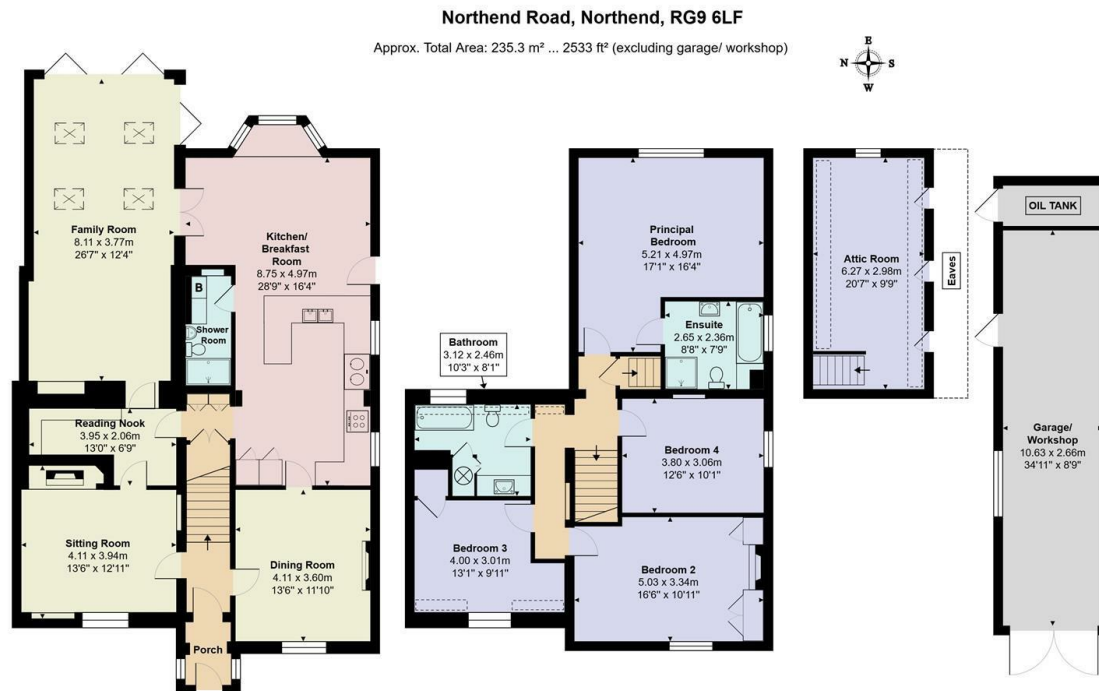 Northend Road, Northend, RG9 6LF
Approx. Total Area: 235.3 m² ... 2533 ft² (excluding garage/ workshop)
E
N S
W
Family Room
8.11 x 3.77m
26'7" x 12'4"
Kitchen/
Breakfast
Room
8.75 x 4.97m
28'9" x 16'4"
B
Shower
Room
Reading Nook
3.95 x 2.06m
13'0" x 6'9"
Sitting Room
4.11 x 3.94m
13'6" x 12'11"
Dining Room
4.11 x 3.60m
13'6" x 11'10"
Porch
Principal
Bedroom
5.21 x 4.97m
17'1" x 16'4"
Ensuite
2.65 x 2.36m
8'8" x 7'9"
Bathroom
3.12 x 2.46m
10'3" x 8'1"
Bedroom 4
3.80 x 3.06m
12'6" x 10'1"
Bedroom 3
4.00 x 3.01m
13'1" x 9'11"
Bedroom 2
5.03 x 3.34m
16'6" x 10'11"
Attic Room
6.27 x 2.98m
20'7" x 9'9"
Eaves
OIL TANK
Garage/
Workshop
10.63 x 2.66m
34'11" x 8'9"